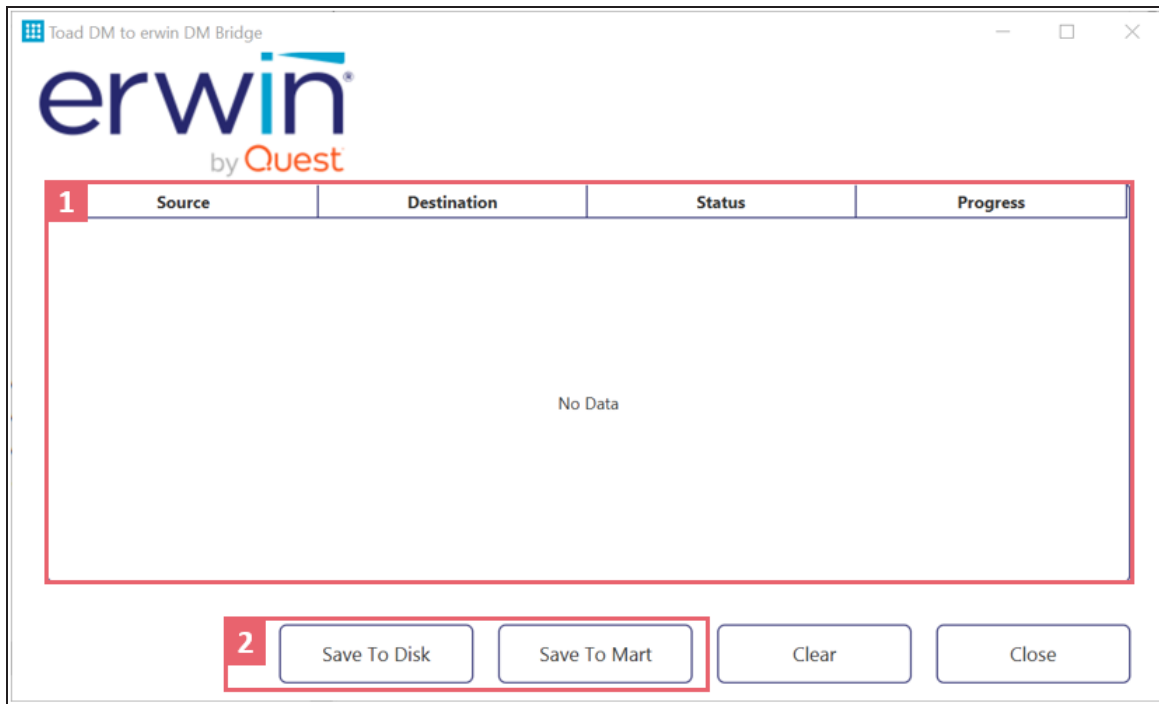 Toad DM to erwin DM Bridge
erwin®
by Quest
1 Source Destination Status Progress
No Data
2 Save To Disk Save To Mart Clear Close